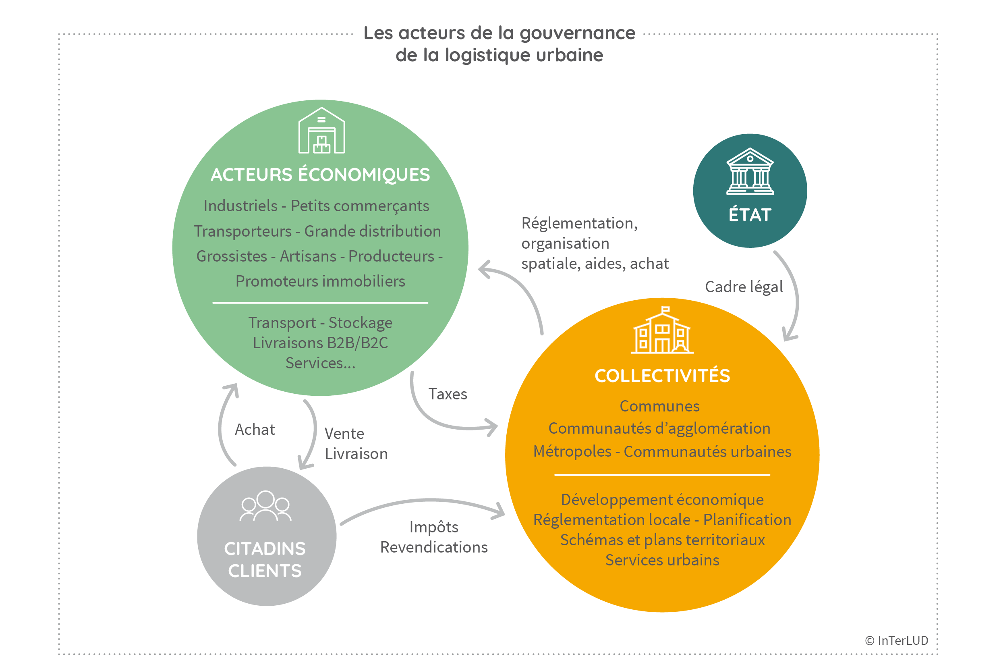 Les acteurs de la gouvernance
de la logistique urbaine
ACTEURS ÉCONOMIQUES
Industriels - Petits commerçants
Transporteurs - Grande distribution
Grossistes - Artisans - Producteurs -
Promoteurs immobiliers
Transport - Stockage
Livraisons B2B/B2C
Services...
ÉTAT
Réglementation,
organisation
spatiale, aides, achat
Cadre légal
COLLECTIVITÉS
Communes
Communautés d’agglomération
Métropoles - Communautés urbaines
Développement économique
Réglementation locale - Planification
Schémas et plans territoriaux
Services urbains
Taxes
Achat
Vente
Livraison
CITADINS
CLIENTS
Impôts
Revendications
© InTerLUD